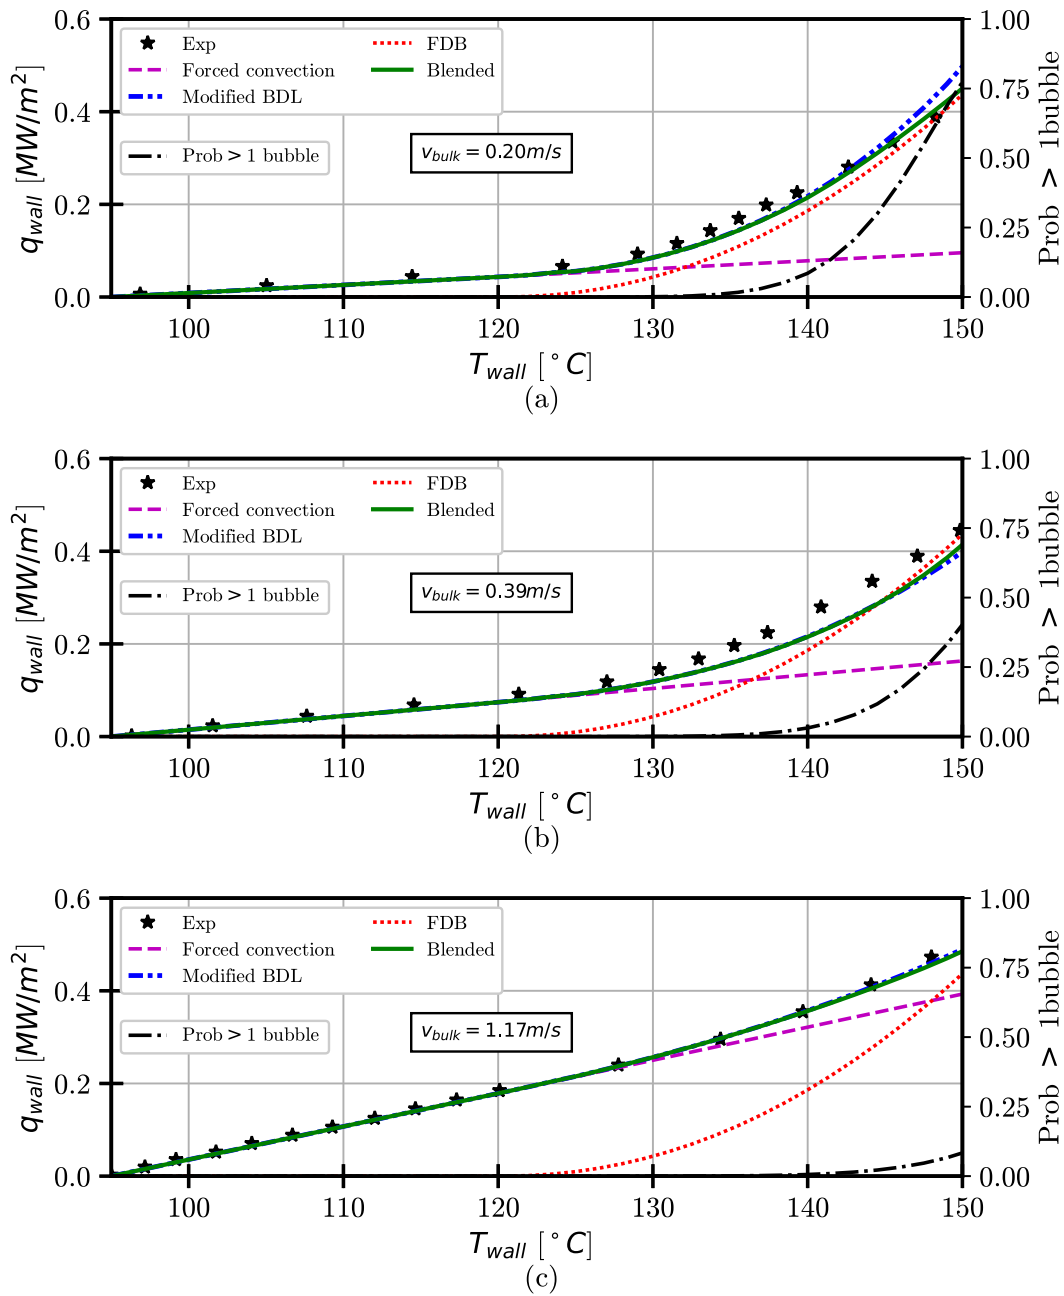 0.6
0.4
0.2
0.0
q_wall [MW/m²]
Exp
Forced convection
Modified BDL
FDB
Blended
Prob > 1 bubble
v_bulk = 0.20m/s
1.00
0.75
0.50
0.25
0.00
Prob > 1bubble
100 110 120 130 140 150
T_wall [°C]
(a)
0.6
0.4
0.2
0.0
q_wall [MW/m²]
Exp
Forced convection
Modified BDL
FDB
Blended
Prob > 1 bubble
v_bulk = 0.39m/s
1.00
0.75
0.50
0.25
0.00
Prob > 1bubble
100 110 120 130 140 150
T_wall [°C]
(b)
0.6
0.4
0.2
0.0
q_wall [MW/m²]
Exp
Forced convection
Modified BDL
FDB
Blended
Prob > 1 bubble
v_bulk = 1.17m/s
1.00
0.75
0.50
0.25
0.00
Prob > 1bubble
100 110 120 130 140 150
T_wall [°C]
(c)